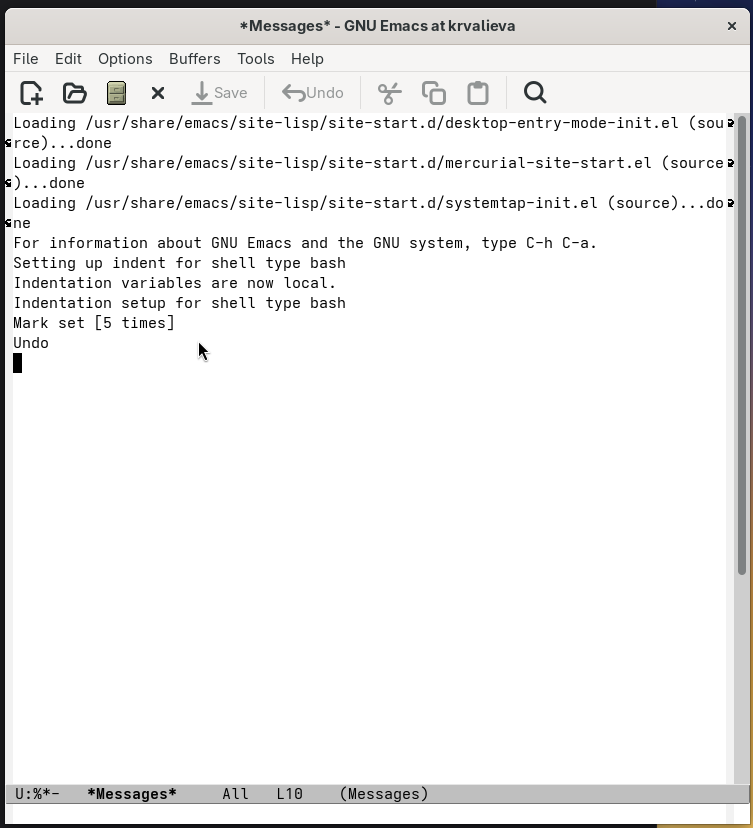 *Messages* - GNU Emacs at krvalieva
File Edit Options Buffers Tools Help
Save Undo
Loading /usr/share/emacs/site-lisp/site-start.d/desktop-entry-mode-init.el (sou
rce)...done
Loading /usr/share/emacs/site-lisp/site-start.d/mercurial-site-start.el (source
)...done
Loading /usr/share/emacs/site-lisp/site-start.d/systemtap-init.el (source)...do
ne
For information about GNU Emacs and the GNU system, type C-h C-a.
Setting up indent for shell type bash
Indentation variables are now local.
Indentation setup for shell type bash
Mark set [5 times]
Undo
U:%*-  *Messages*  All  L10  (Messages)